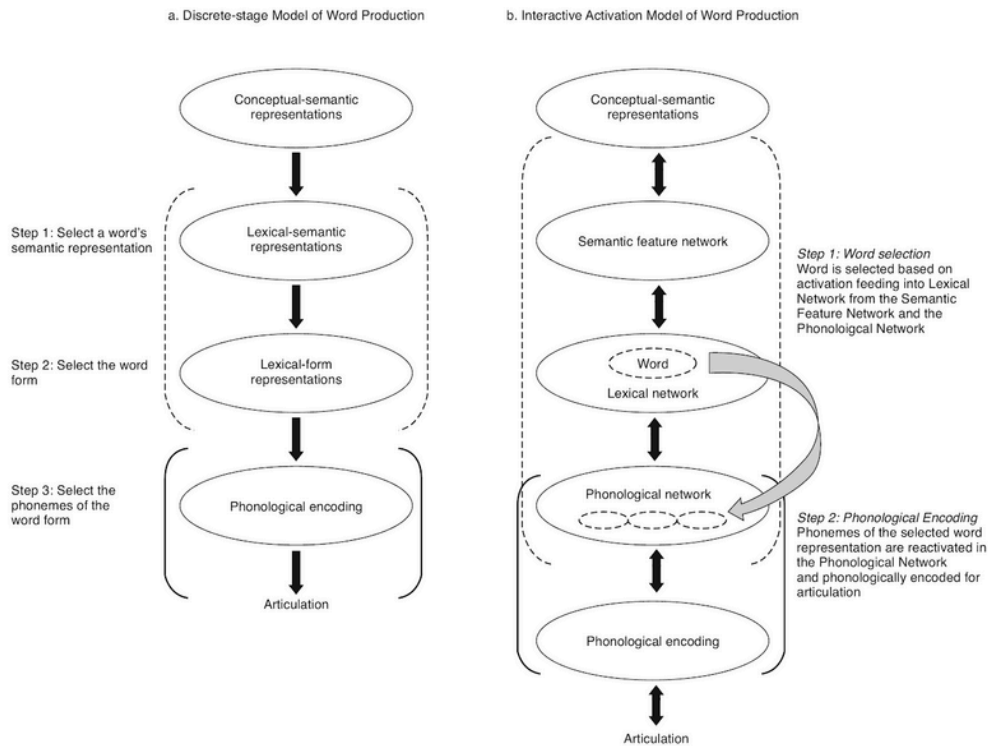 a. Discrete-stage Model of Word Production
Conceptual-semantic
representations
Step 1: Select a word's
semantic representation
Lexical-semantic
representations
Step 2: Select the word
form
Lexical-form
representations
Step 3: Select the
phonemes of the
word form
Phonological encoding
Articulation
b. Interactive Activation Model of Word Production
Conceptual-semantic
representations
Semantic feature network
Step 1: Word selection
Word is selected based on
activation feeding into Lexical
Network from the Semantic
Feature Network and the
Phonoloigcal Network
Word
Lexical network
Phonological network
Step 2: Phonological Encoding
Phonemes of the selected word
representation are reactivated in
the Phonological Network
and phonologically encoded for
articulation
Phonological encoding
Articulation